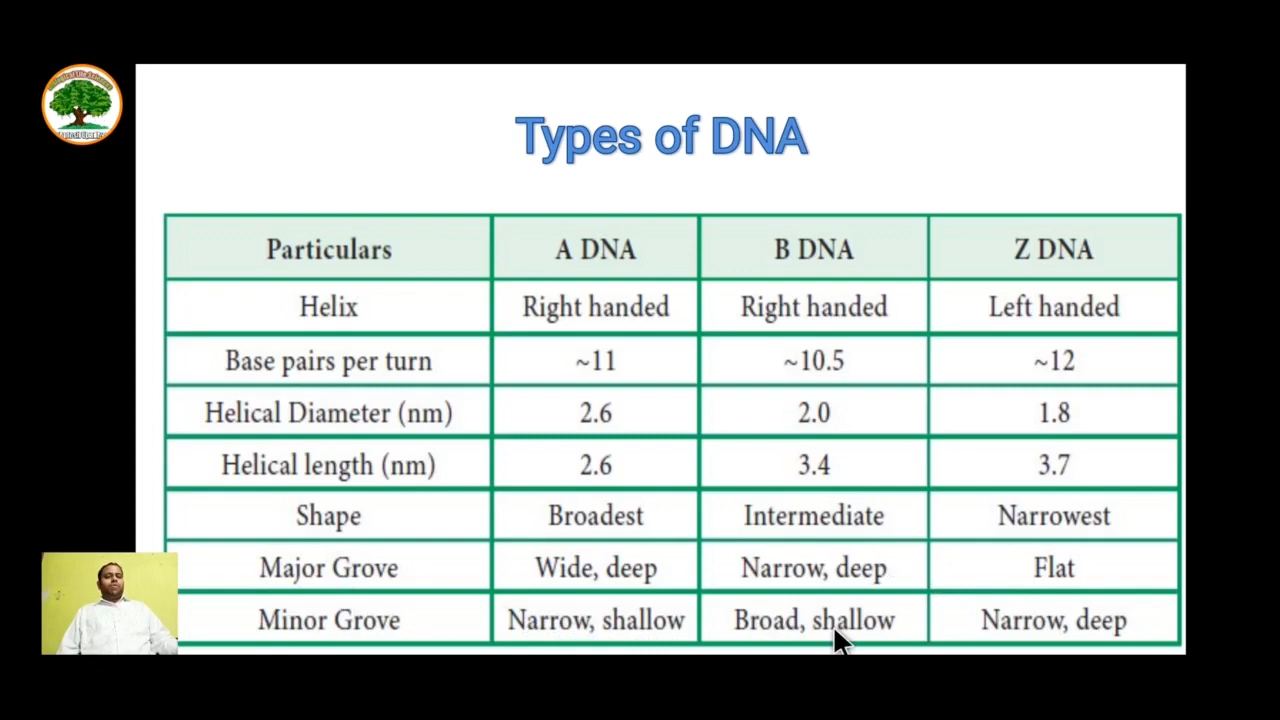 Types of DNA
Particulars A DNA B DNA Z DNA
Helix Right handed Right handed Left handed
Base pairs per turn ~11 ~10.5 ~12
Helical Diameter (nm) 2.6 2.0 1.8
Helical length (nm) 2.6 3.4 3.7
Shape Broadest Intermediate Narrowest
Major Grove Wide, deep Narrow, deep Flat
Minor Grove Narrow, shallow Broad, shallow Narrow, deep